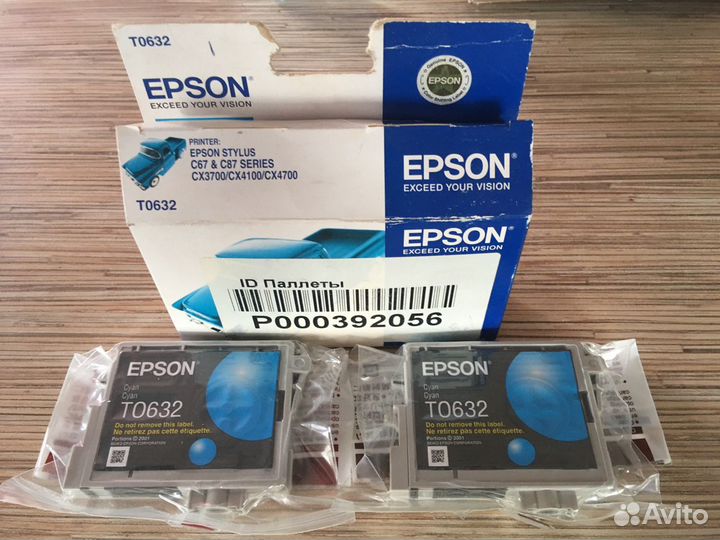 T0632
EPSON®
EXCEED YOUR VISION
Genuine EPSON
PRINTER:
EPSON STYLUS
C67 & C87 SERIES
CX3700/CX4100/CX4700
T0632
EPSON®
EXCEED YOUR VISION
EPSON®
EXCEED YOUR VISION
ID Паллеты
P000392056
EPSON
Cyan
Cyan
T0632
Do not remove this label.
Ne retirez pas cette étiquette.
Portions © 2001
SEIKO EPSON CORPORATION
EPSON
Cyan
Cyan
T0632
Do not remove this label.
Ne retirez pas cette étiquette.
Portions © 2001
SEIKO EPSON CORPORATION
Avito